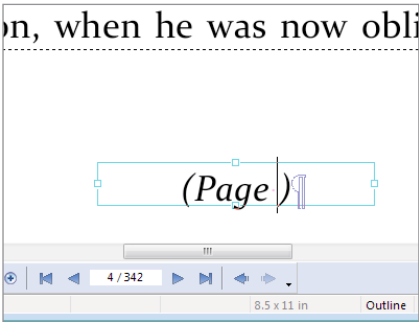 on, when he was now obli
(Page )¶
4 / 342
8.5 x 11 in
Outline